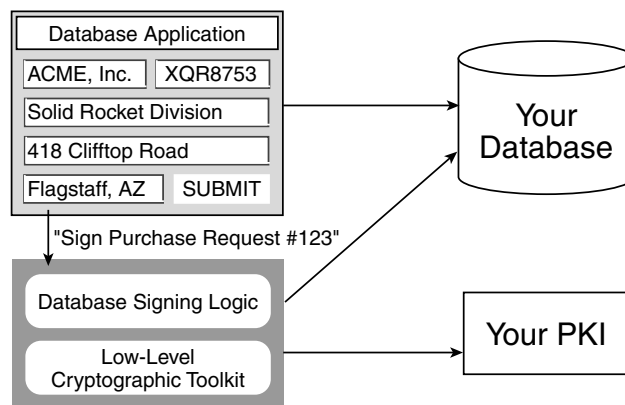 Database Application
ACME, Inc.
XQR8753
Solid Rocket Division
418 Clifftop Road
Flagstaff, AZ
SUBMIT
Your
Database
"Sign Purchase Request #123"
Database Signing Logic
Low-Level
Cryptographic Toolkit
Your PKI